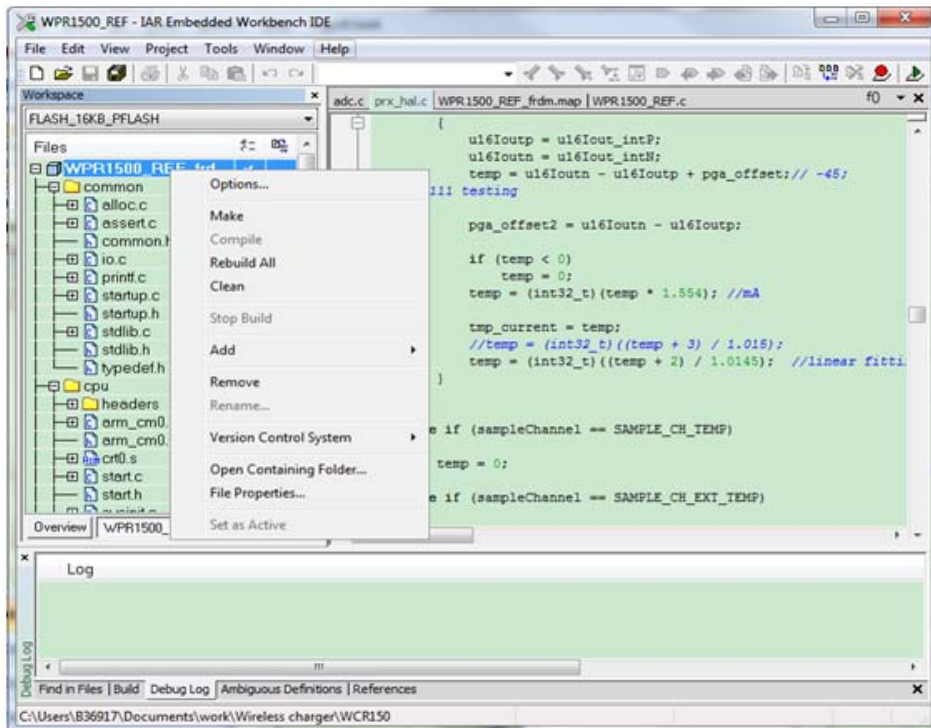 WPR1500_REF - IAR Embedded Workbench IDE
File Edit View Project Tools Window Help
Workspace
FLASH_16KB_PFLASH
Files
WPR1500_REF_frd
common
alloc.c
assert.c
common.h
io.c
printf.c
startup.c
startup.h
stdlib.c
stdlib.h
typedef.h
cpu
headers
arm_cm0.
arm_cm0.
crt0.s
start.c
start.h
Overview WPR1500_
Options...
Make
Compile
Rebuild All
Clean
Stop Build
Add
Remove
Rename...
Version Control System
Open Containing Folder...
File Properties...
Set as Active
adc.c prx_hal.c WPR1500_REF_frdm.map WPR1500_REF.c f0
{
u16Ioutp = u16Iout_intP;
u16Ioutn = u16Iout_intN;
temp = u16Ioutn - u16Ioutp + pga_offset;// -45;
111 testing
pga_offset2 = u16Ioutn - u16Ioutp;
if (temp < 0)
temp = 0;
temp = (int32_t)(temp * 1.554); //mA
tmp_current = temp;
//temp = (int32_t)((temp + 3) / 1.015);
temp = (int32_t)((temp + 2) / 1.0145); //linear fitti
}
e if (sampleChannel == SAMPLE_CH_TEMP)
temp = 0;
e if (sampleChannel == SAMPLE_CH_EXT_TEMP)
Log
Debug Log
Find in Files Build Debug Log Ambiguous Definitions References
C:\Users\B36917\Documents\work\Wireless charger\WCR150